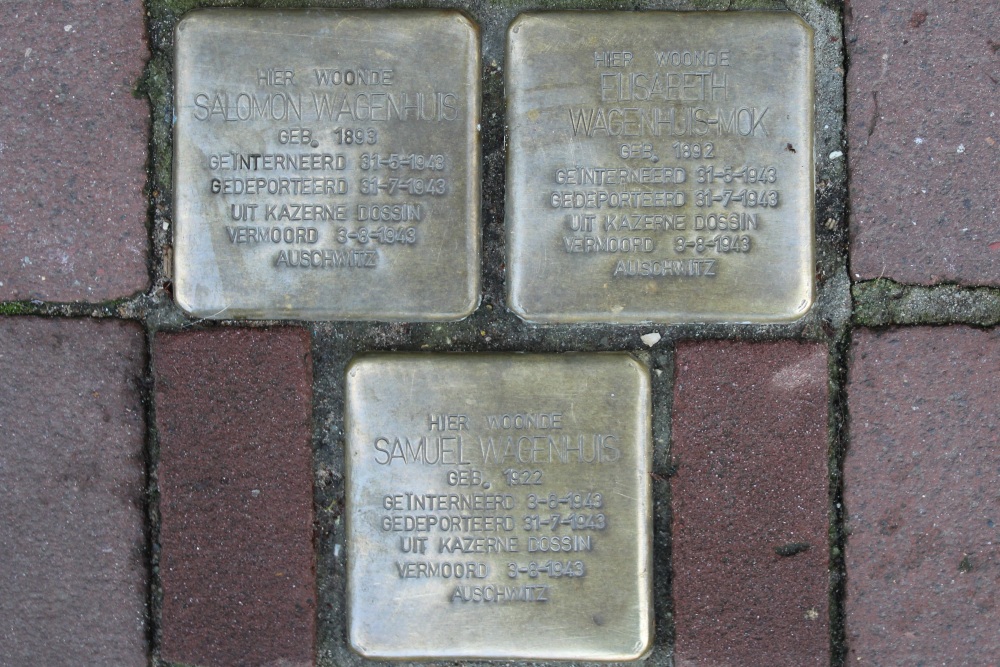 HIER WOONDE
SALOMON WAGENHUIS
GEB. 1893
GEÏNTERNEERD 31-5-1943
GEDEPORTEERD 31-7-1943
UIT KAZERNE DOSSIN
VERMOORD 3-8-1943
AUSCHWITZ
HIER WOONDE
ELISABETH
WAGENHUIS-MOK
GEB. 1892
GEÏNTERNEERD 31-5-1943
GEDEPORTEERD 31-7-1943
UIT KAZERNE DOSSIN
VERMOORD 3-8-1943
AUSCHWITZ
HIER WOONDE
SAMUEL WAGENHUIS
GEB. 1922
GEÏNTERNEERD 3-6-1943
GEDEPORTEERD 31-7-1943
UIT KAZERNE DOSSIN
VERMOORD 3-8-1943
AUSCHWITZ